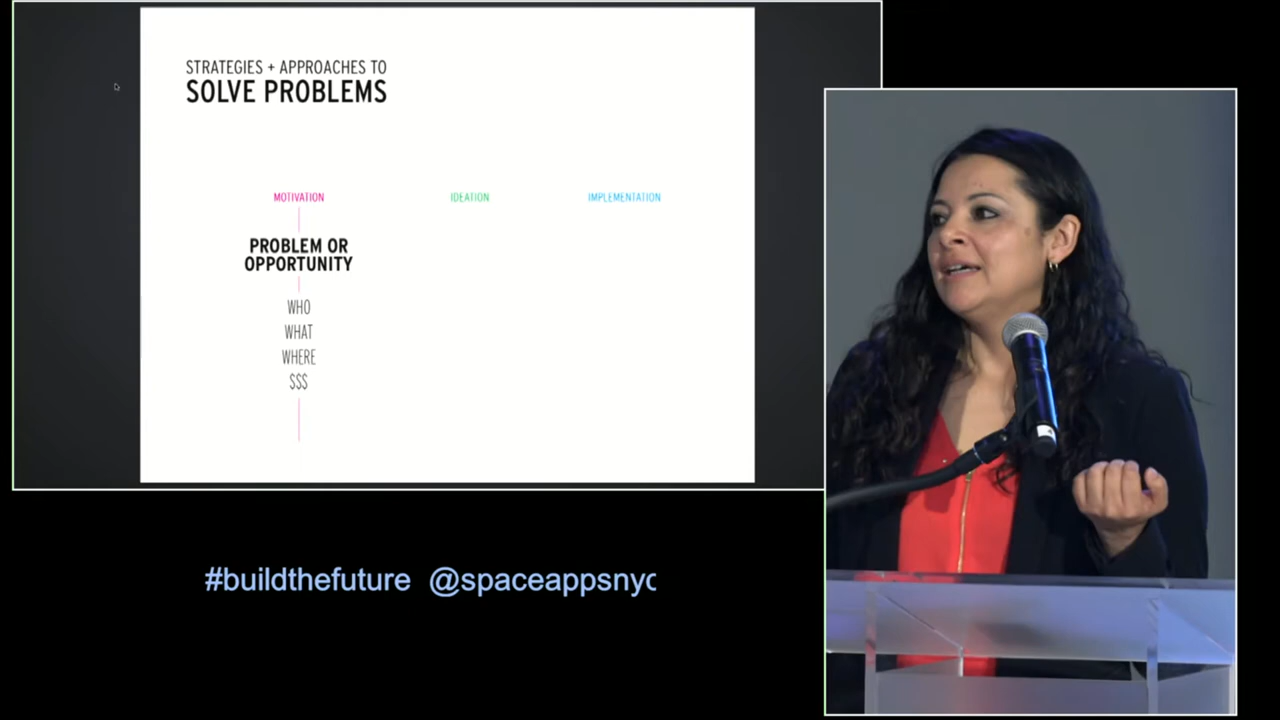 STRATEGIES + APPROACHES TO
SOLVE PROBLEMS
MOTIVATION IDEATION IMPLEMENTATION
PROBLEM OR
OPPORTUNITY
WHO
WHAT
WHERE
$$$
#buildthefuture @spaceappsnyc